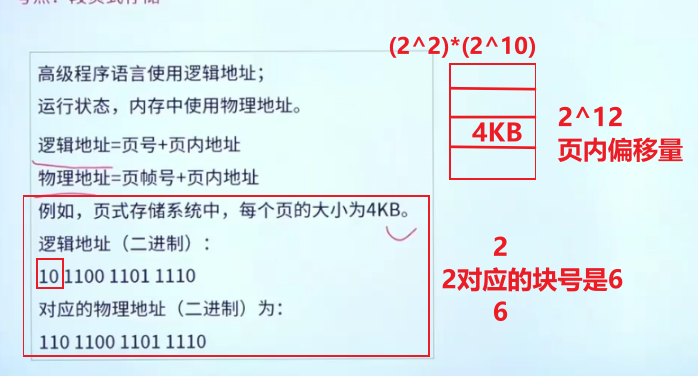 考点：段页式存储
(2^2)*(2^10)
高级程序语言使用逻辑地址；
运行状态，内存中使用物理地址。
逻辑地址=页号+页内地址
物理地址=页帧号+页内地址
例如，页式存储系统中，每个页的大小为4KB。
逻辑地址（二进制）：
10 1100 1101 1110
对应的物理地址（二进制）为：
110 1100 1101 1110
4KB
2^12
页内偏移量
2
2对应的块号是6
6